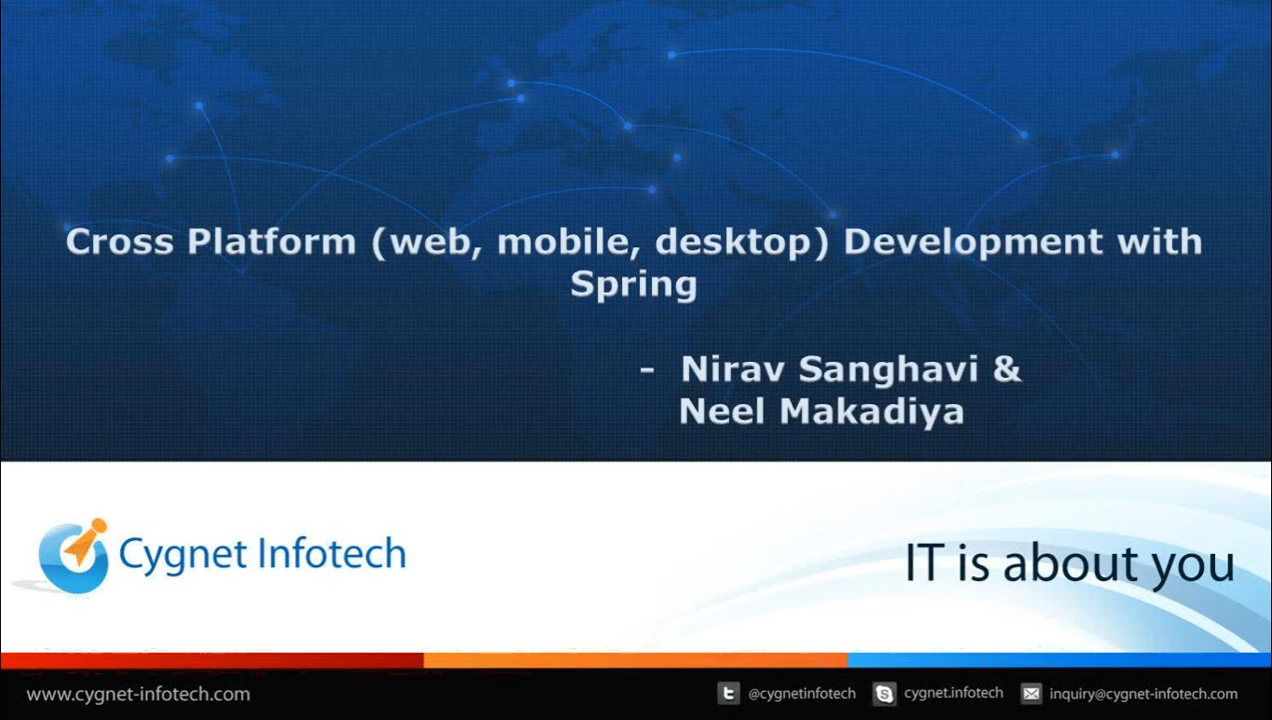 Cross Platform (web, mobile, desktop) Development with
Spring
- Nirav Sanghavi &
Neel Makadiya
Cygnet Infotech
IT is about you
www.cygnet-infotech.com
@cygnetinfotech
cygnet.infotech
inquiry@cygnet-infotech.com